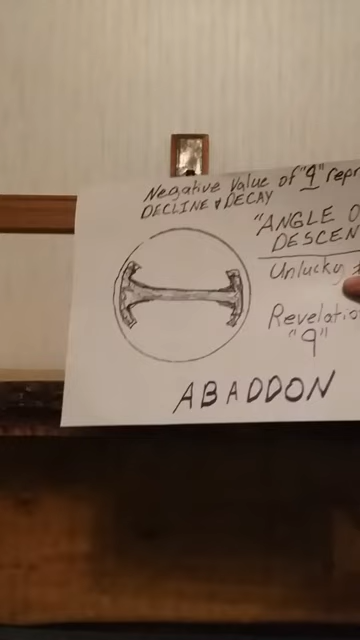 Negative Value of "9" repr
DECLINE & DECAY
"ANGLE O
DESCEN
Unlucky
Revelatio
"9"
ABADDON